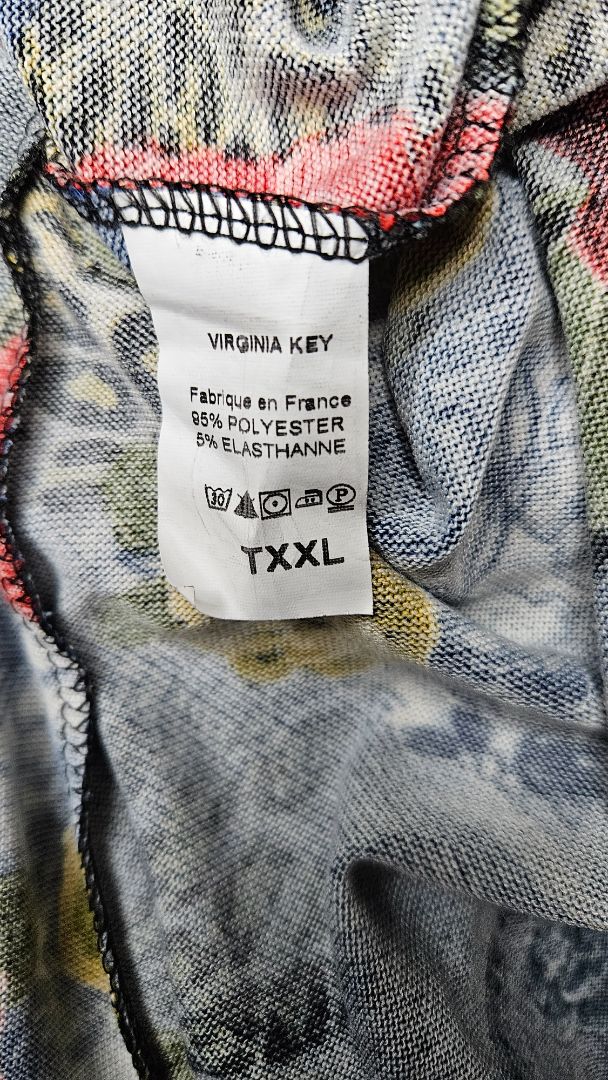 VIRGINIA KEY
Fabrique en France
95% POLYESTER
5% ELASTHANNE
30 P
TXXL